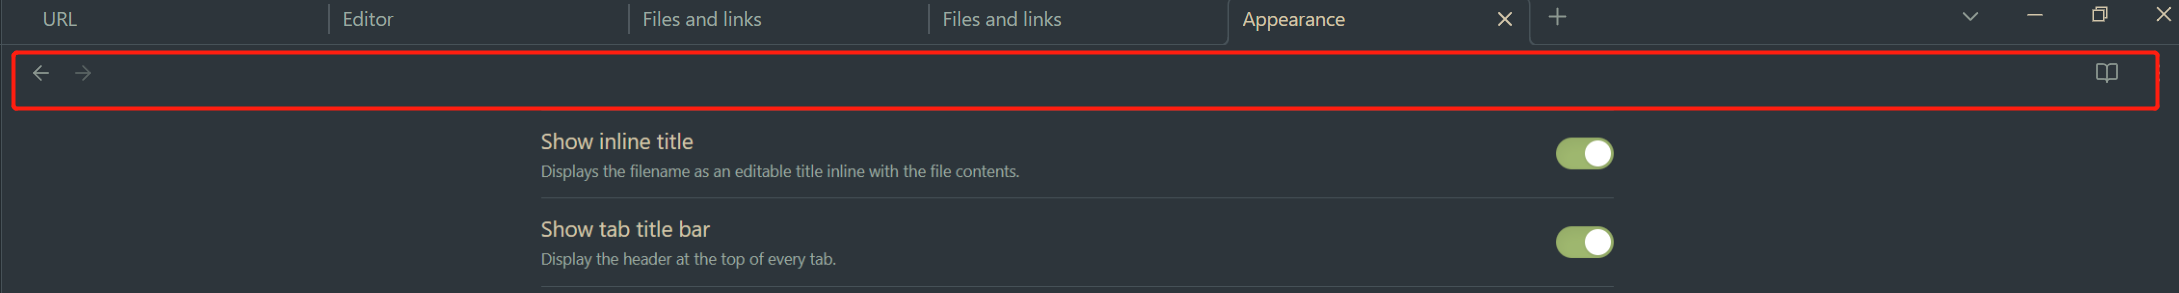 URL Editor Files and links Files and links Appearance
Show inline title
Displays the filename as an editable title inline with the file contents.
Show tab title bar
Display the header at the top of every tab.